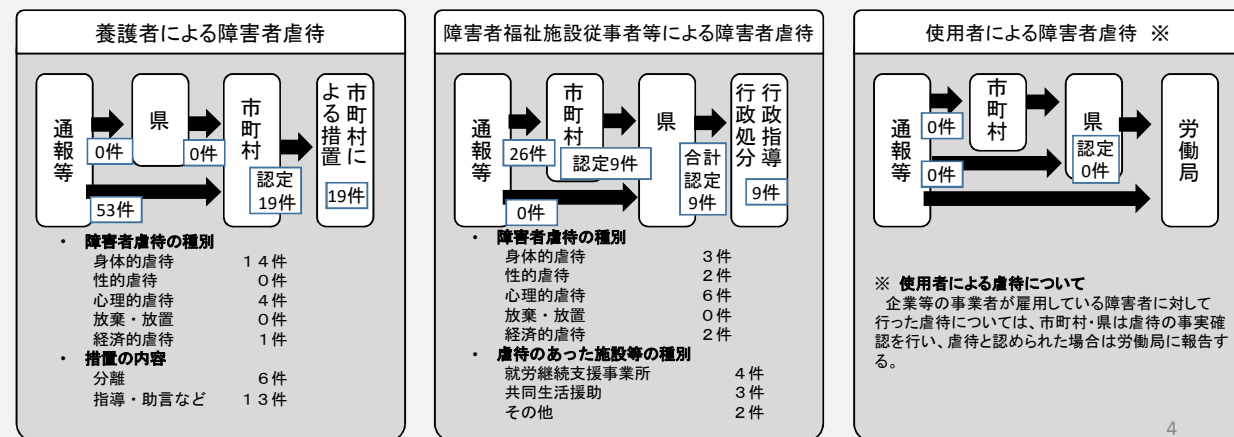 養護者による障害者虐待
通報等
0件
県
0件
市町村
認定
19件
市町村による措置
19件
53件
・ 障害者虐待の種別
身体的虐待 １４件
性的虐待 ０件
心理的虐待 ４件
放棄・放置 ０件
経済的虐待 １件
・ 措置の内容
分離 ６件
指導・助言など １３件
障害者福祉施設従事者等による障害者虐待
通報等
26件
市町村
認定9件
県
合計
認定
9件
行政指導
行政処分
9件
0件
・ 障害者虐待の種別
身体的虐待 ３件
性的虐待 ２件
心理的虐待 ６件
放棄・放置 ０件
経済的虐待 ２件
・ 虐待のあった施設等の種別
就労継続支援事業所 ４件
共同生活援助 ３件
その他 ２件
使用者による障害者虐待 ※
通報等
0件
市町村
県
認定
0件
労働局
0件
※ 使用者による虐待について
企業等の事業者が雇用している障害者に対して
行った虐待については、市町村・県は虐待の事実確
認を行い、虐待と認められた場合は労働局に報告す
る。
4